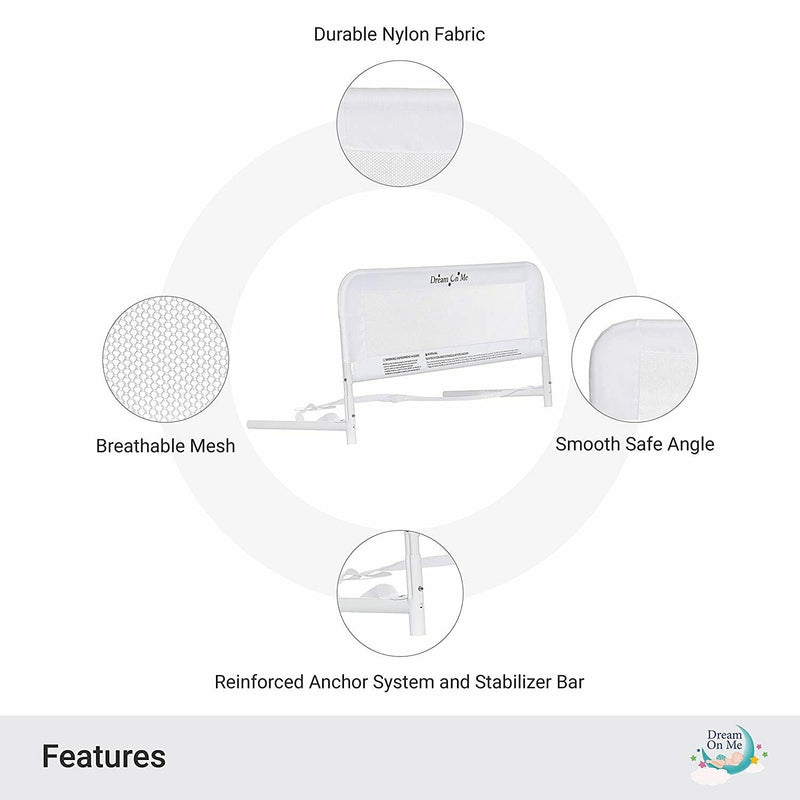 Durable Nylon Fabric
Dream On Me
Breathable Mesh
Smooth Safe Angle
Reinforced Anchor System and Stabilizer Bar
Features
Dream
On Me